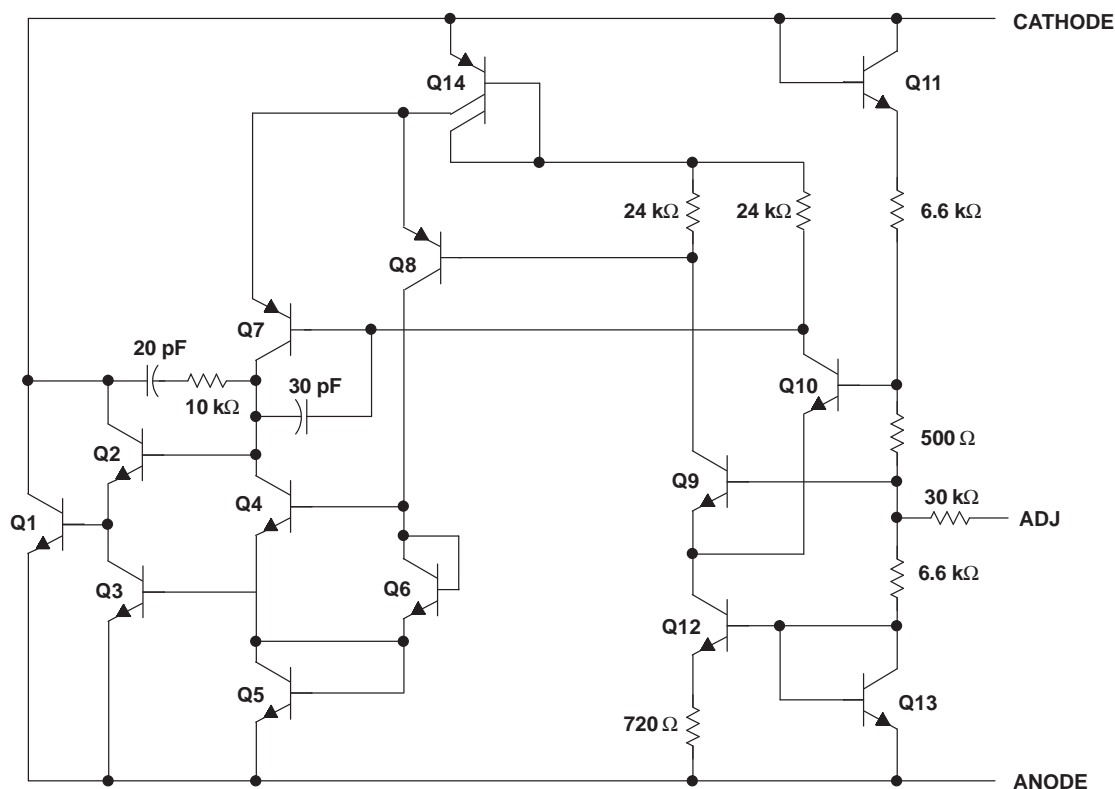 CATHODE
Q14
Q11
24 kΩ
24 kΩ
6.6 kΩ
Q8
Q7
20 pF
30 pF
10 kΩ
Q10
500 Ω
Q2
Q9
Q4
30 kΩ
ADJ
Q1
Q3
Q6
6.6 kΩ
Q12
Q5
Q13
720 Ω
ANODE